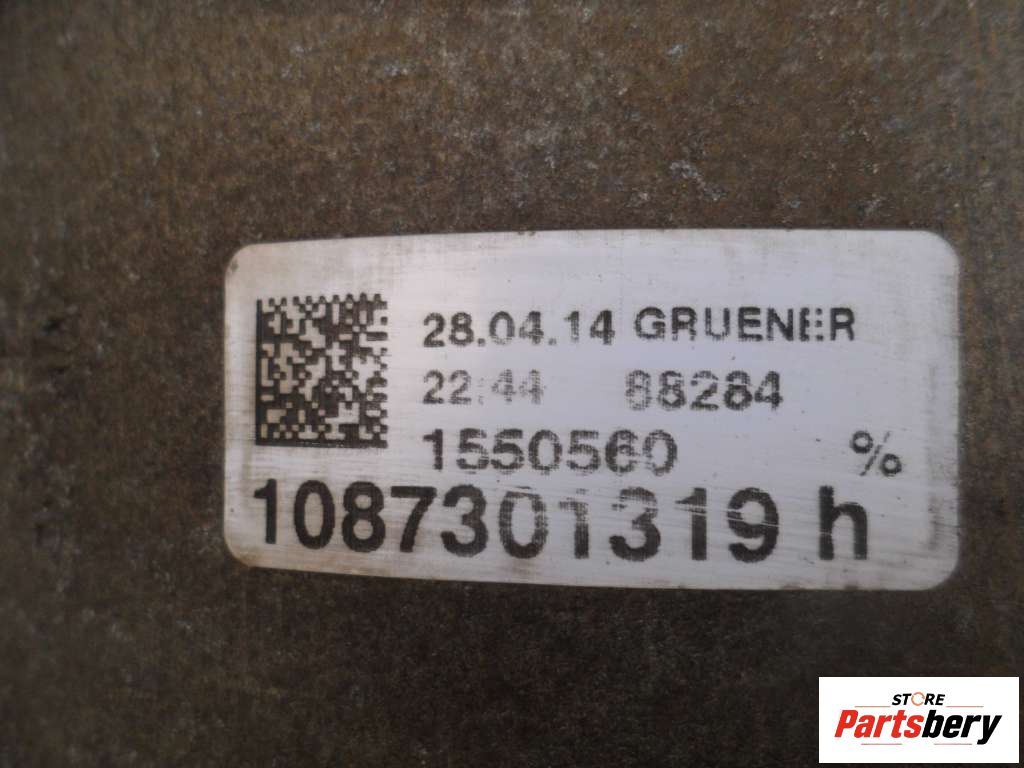 28.04.14 GRUENER
22:44 88284
1550560 %
1087301319 h
STORE
Partsbery